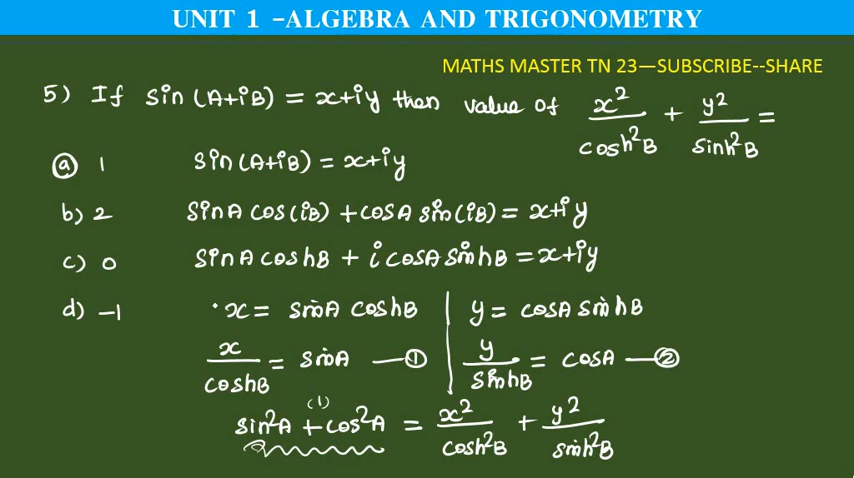 UNIT 1 -ALGEBRA AND TRIGONOMETRY
MATHS MASTER TN 23—SUBSCRIBE--SHARE
5) If sin(A+iB) = x+iy then value of x²/cosh²B + y²/sinh²B =
ⓐ 1 sin(A+iB) = x+iy
b) 2 sinA cos(iB) + cosA sin(iB) = x+iy
c) 0 sinA coshB + i cosA sinhB = x+iy
d) -1 x = sinA coshB | y = cosA sinhB
x/coshB = sinA —① | y/sinhB = cosA —②
(1)
sin²A + cos²A = x²/cosh²B + y²/sinh²B